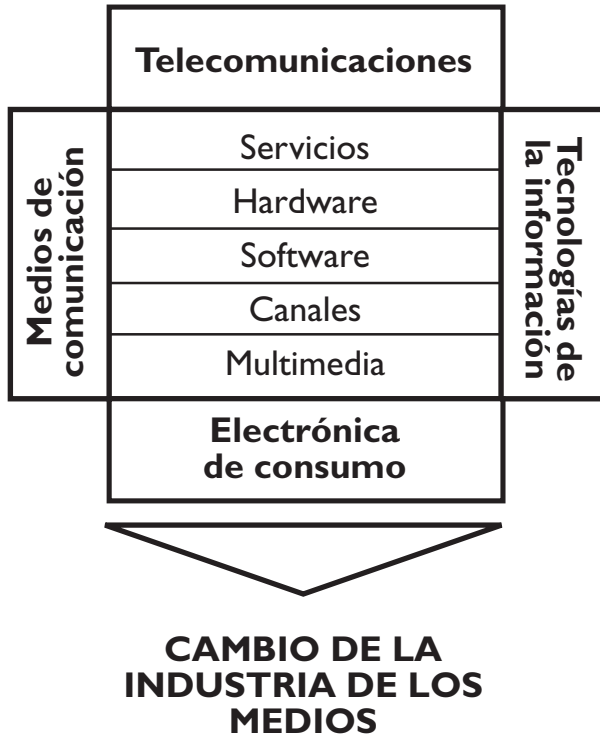 Telecomunicaciones
Medios de
comunicación
Servicios
Hardware
Software
Canales
Multimedia
Tecnologías de
la información
Electrónica
de consumo
CAMBIO DE LA
INDUSTRIA DE LOS
MEDIOS